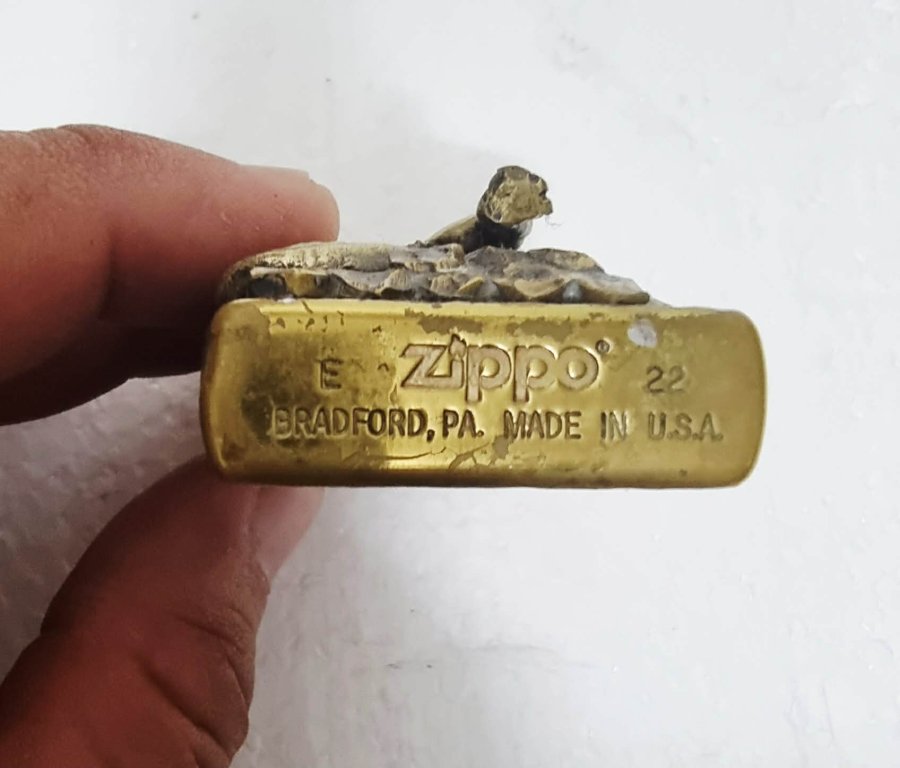 E Zippo® 22
BRADFORD, PA. MADE IN U.S.A.